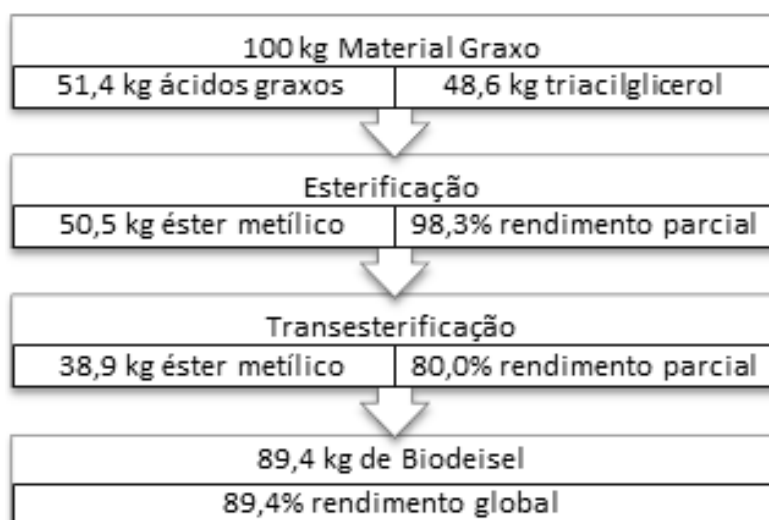 100 kg Material Graxo
51,4 kg ácidos graxos
48,6 kg triacilglicerol
Esterificação
50,5 kg éster metílico
98,3% rendimento parcial
Transesterificação
38,9 kg éster metílico
80,0% rendimento parcial
89,4 kg de Biodeisel
89,4% rendimento global